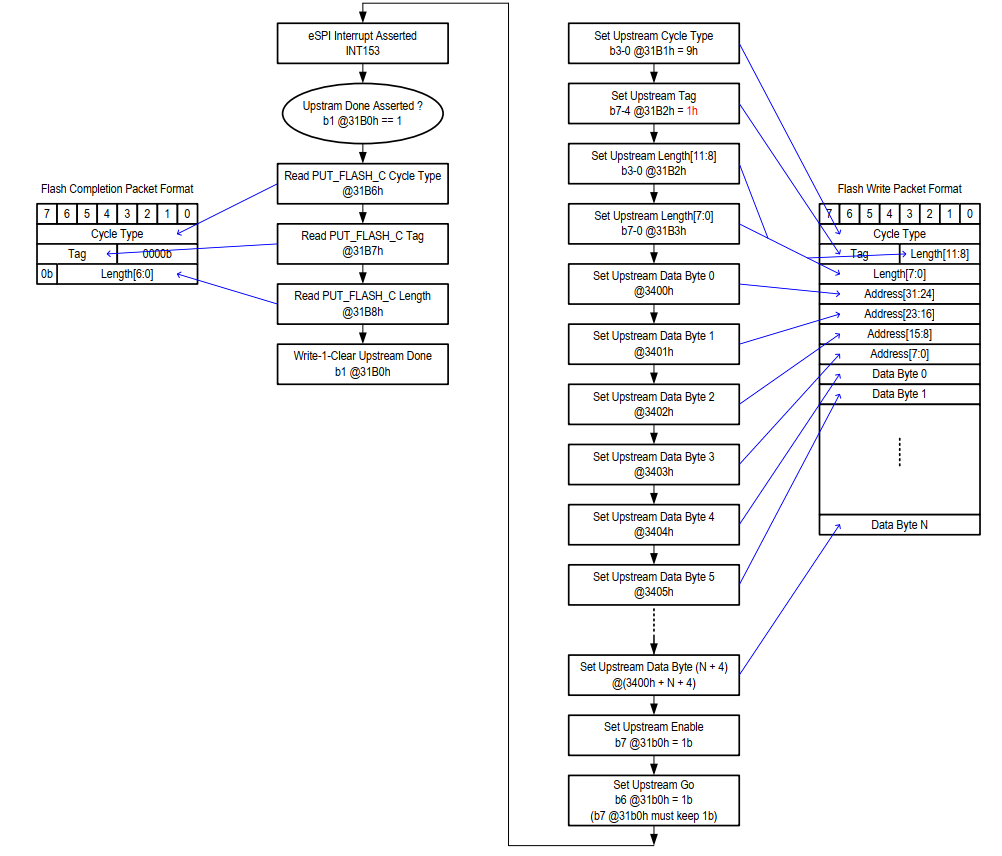 eSPI Interrupt Asserted
INT153
Upstram Done Asserted ?
b1 @31B0h == 1
Read PUT_FLASH_C Cycle Type
@31B6h
Read PUT_FLASH_C Tag
@31B7h
Read PUT_FLASH_C Length
@31B8h
Write-1-Clear Upstream Done
b1 @31B0h
Flash Completion Packet Format
7 6 5 4 3 2 1 0
Cycle Type
Tag 0000b
0b Length[6:0]
Set Upstream Cycle Type
b3-0 @31B1h = 9h
Set Upstream Tag
b7-4 @31B2h = 1h
Set Upstream Length[11:8]
b3-0 @31B2h
Set Upstream Length[7:0]
b7-0 @31B3h
Set Upstream Data Byte 0
@3400h
Set Upstream Data Byte 1
@3401h
Set Upstream Data Byte 2
@3402h
Set Upstream Data Byte 3
@3403h
Set Upstream Data Byte 4
@3404h
Set Upstream Data Byte 5
@3405h
Set Upstream Data Byte (N + 4)
@(3400h + N + 4)
Set Upstream Enable
b7 @31b0h = 1b
Set Upstream Go
b6 @31b0h = 1b
(b7 @31b0h must keep 1b)
Flash Write Packet Format
7 6 5 4 3 2 1 0
Cycle Type
Tag Length[11:8]
Length[7:0]
Address[31:24]
Address[23:16]
Address[15:8]
Address[7:0]
Data Byte 0
Data Byte 1
Data Byte N